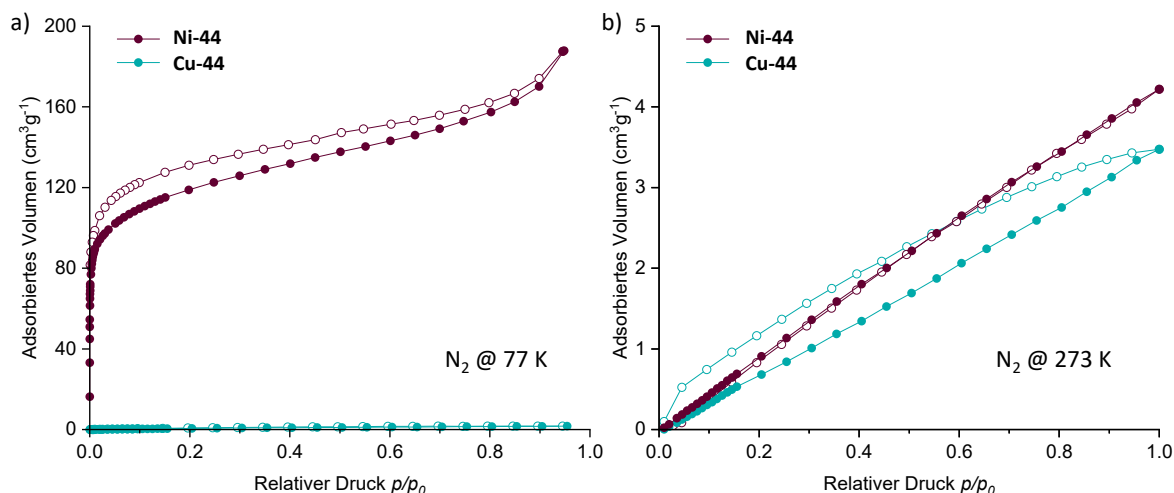 a)
Adsorbiertes Volumen (cm³g⁻¹)
200
160
120
80
40
0
Ni-44
Cu-44
N₂ @ 77 K
0.0 0.2 0.4 0.6 0.8 1.0
Relativer Druck p/p₀
b)
Adsorbiertes Volumen (cm³g⁻¹)
5
4
3
2
1
0
Ni-44
Cu-44
N₂ @ 273 K
0.0 0.2 0.4 0.6 0.8 1.0
Relativer Druck p/p₀